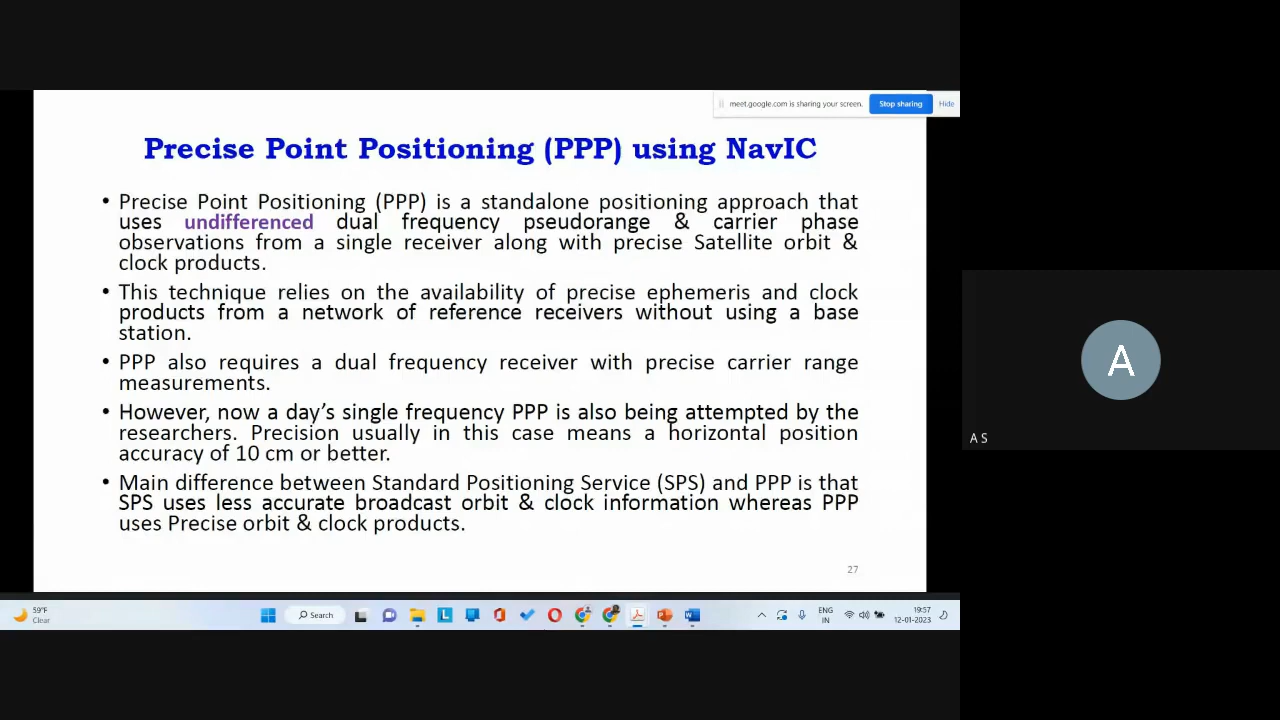 meet.google.com is sharing your screen.
Stop sharing
Hide
Precise Point Positioning (PPP) using NavIC
• Precise Point Positioning (PPP) is a standalone positioning approach that
uses undifferenced dual frequency pseudorange & carrier phase
observations from a single receiver along with precise Satellite orbit &
clock products.
• This technique relies on the availability of precise ephemeris and clock
products from a network of reference receivers without using a base
station.
• PPP also requires a dual frequency receiver with precise carrier range
measurements.
• However, now a day's single frequency PPP is also being attempted by the
researchers. Precision usually in this case means a horizontal position
accuracy of 10 cm or better.
• Main difference between Standard Positioning Service (SPS) and PPP is that
SPS uses less accurate broadcast orbit & clock information whereas PPP
uses Precise orbit & clock products.
27
A
A S
59°F
Clear
Search
L
ENG
IN
19:57
12-01-2023